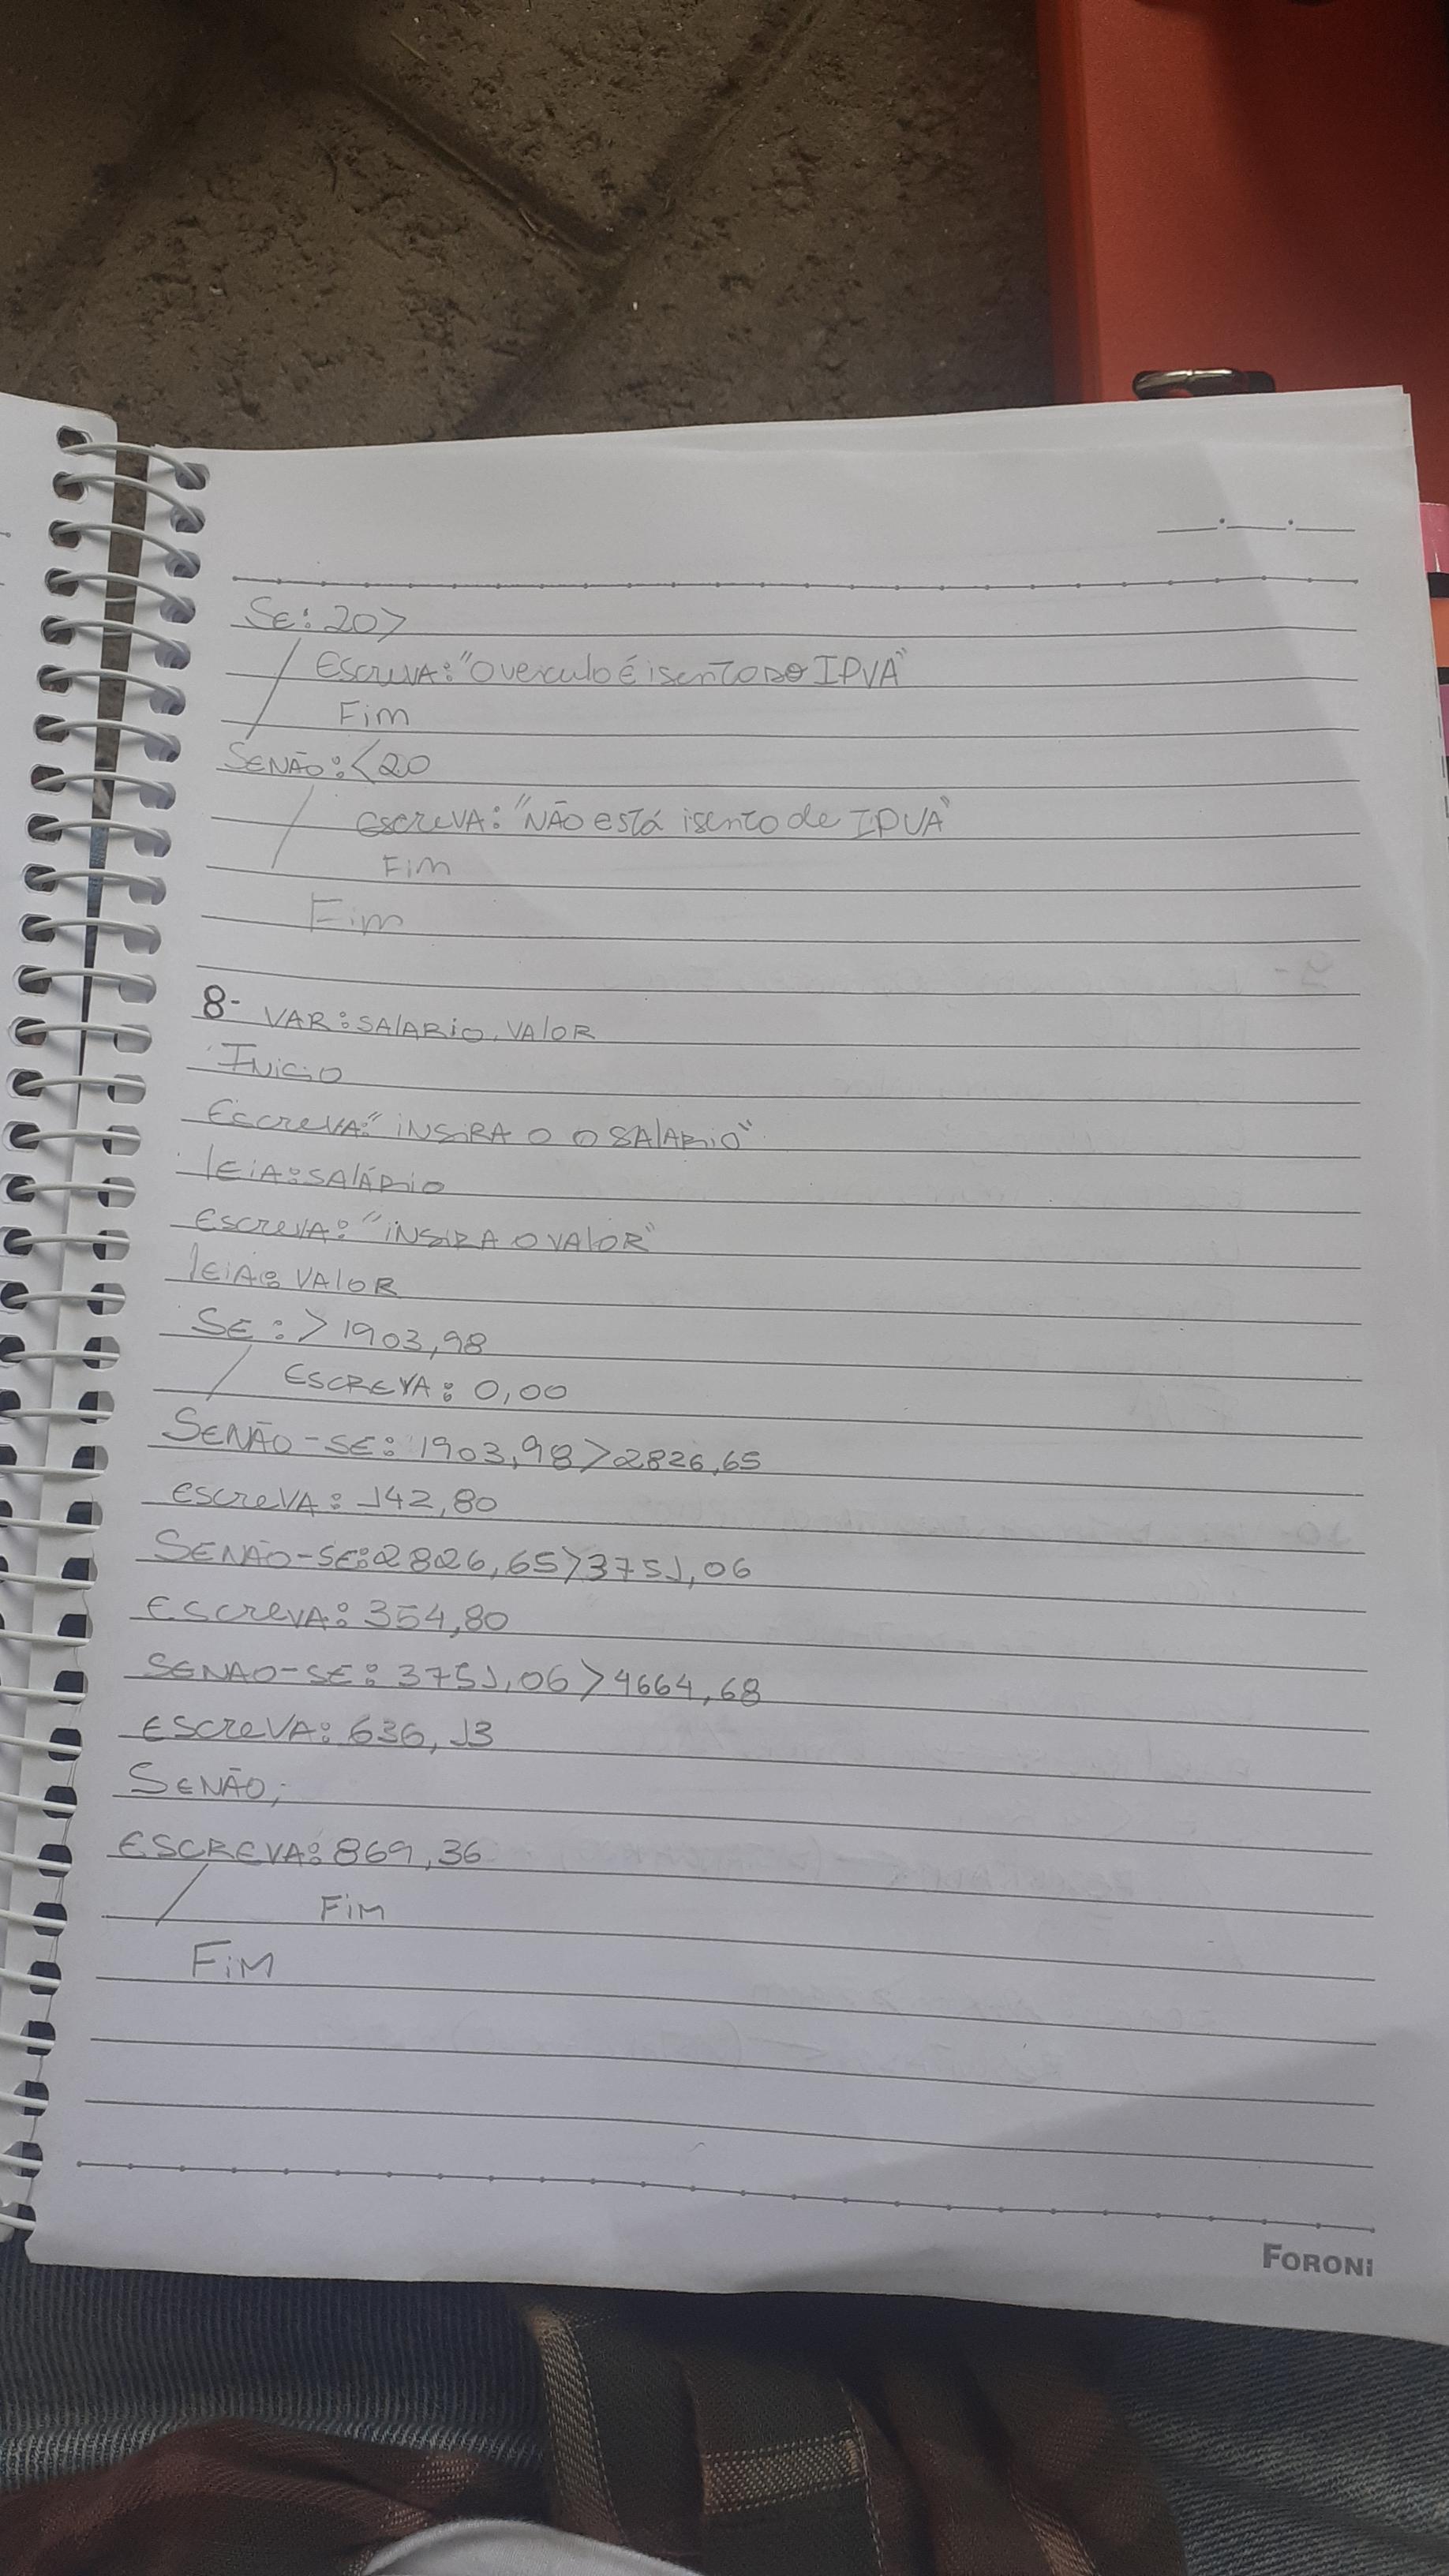 SE: 20>
Escreva: "O veiculo é isento do IPVA"
Fim
SENÃO: <20
escreva: "NÃO está isento de IPVA"
Fim
Fim
8- VAR: SALARIO, VALOR
INICIO
Escreva: "INSIRA O O SALARIO"
leia: SALÁRIO
Escreva: "INSIRA O VALOR"
leia: VALOR
SE: > 1903,98
ESCREVA: 0,00
SENÃO-SE: 1903,98>2826,65
escreva: 142,80
SENÃO-SE: 2826,65>3751,06
Escreva: 354,80
SENAO-SE: 3751,06>4664,68
Escreva: 636,13
SENÃO;
ESCREVA: 869,36
FIM
FIM
FORONI